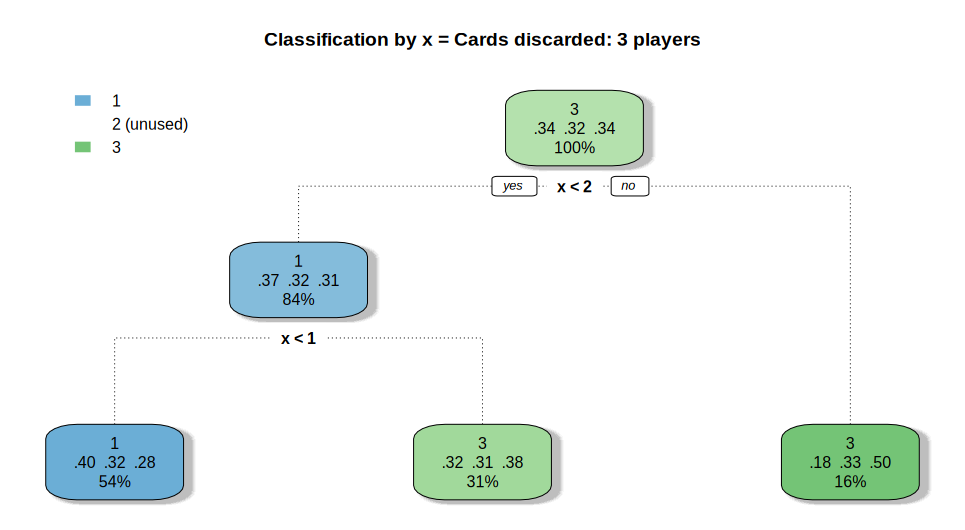 Classification by x = Cards discarded: 3 players
1
2 (unused)
3
3
.34 .32 .34
100%
yes x < 2 no
1
.37 .32 .31
84%
x < 1
1
.40 .32 .28
54%
3
.32 .31 .38
31%
3
.18 .33 .50
16%